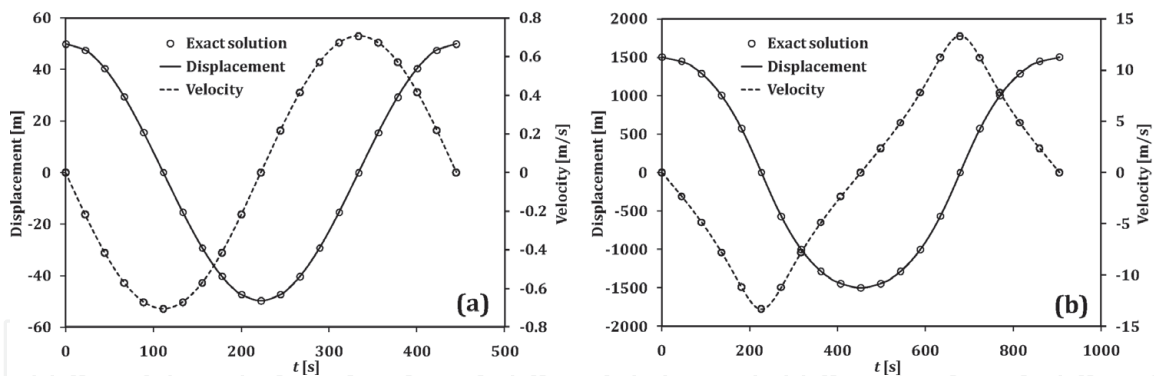 60
40
20
0
-20
-40
-60
Displacement [m]
Exact solution
Displacement
Velocity
0.8
0.6
0.4
0.2
0
-0.2
-0.4
-0.6
-0.8
Velocity [m/s]
(a)
0 100 200 300 400 500
t [s]
2000
1500
1000
500
0
-500
-1000
-1500
-2000
Displacement [m]
Exact solution
Displacement
Velocity
15
10
5
0
-5
-10
-15
Velocity [m/s]
(b)
0 200 400 600 800 1000
t [s]